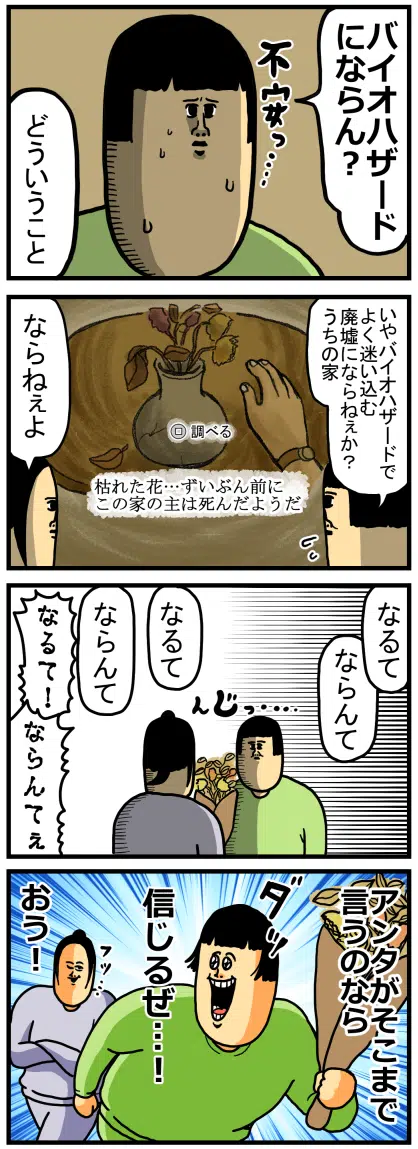 バイオハザード
にならん？
不安っ…
どういうこと
いやバイオハザードで
よく迷い込む
廃墟にならねぇか？
うちの家
回 調べる
枯れた花…ずいぶん前に
この家の主は死んだようだ
ならねぇよ
なるて
ならんて
なるて
ならんて
なるて！
ならんてぇ
んじっ……
アンタがそこまで
言うのなら
ダッ
信じるぜ…！
フッ…
おう！